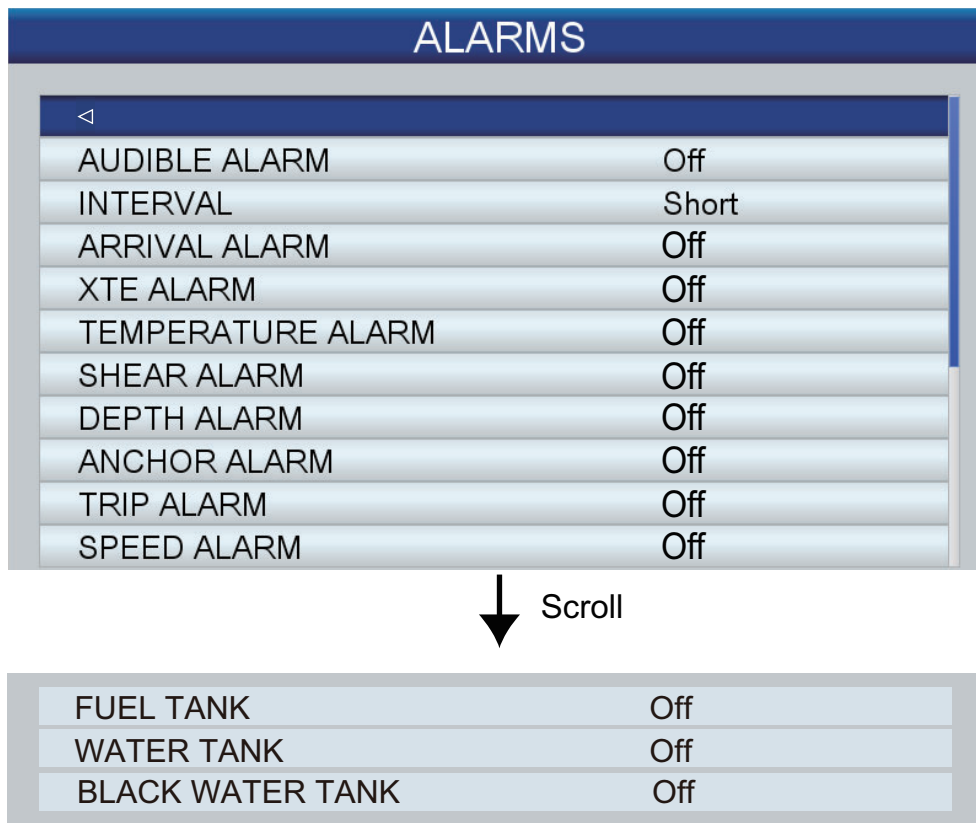 ALARMS
AUDIBLE ALARM Off
INTERVAL Short
ARRIVAL ALARM Off
XTE ALARM Off
TEMPERATURE ALARM Off
SHEAR ALARM Off
DEPTH ALARM Off
ANCHOR ALARM Off
TRIP ALARM Off
SPEED ALARM Off
Scroll
FUEL TANK Off
WATER TANK Off
BLACK WATER TANK Off